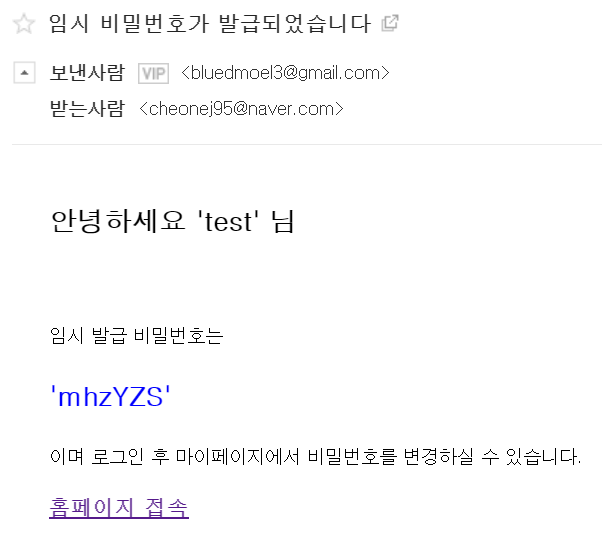 임시 비밀번호가 발급되었습니다
보낸사람 VIP <bluedmoel3@gmail.com>
받는사람 <cheonej95@naver.com>
안녕하세요 'test' 님
임시 발급 비밀번호는
'mhzYZS'
이며 로그인 후 마이페이지에서 비밀번호를 변경하실 수 있습니다.
홈페이지 접속